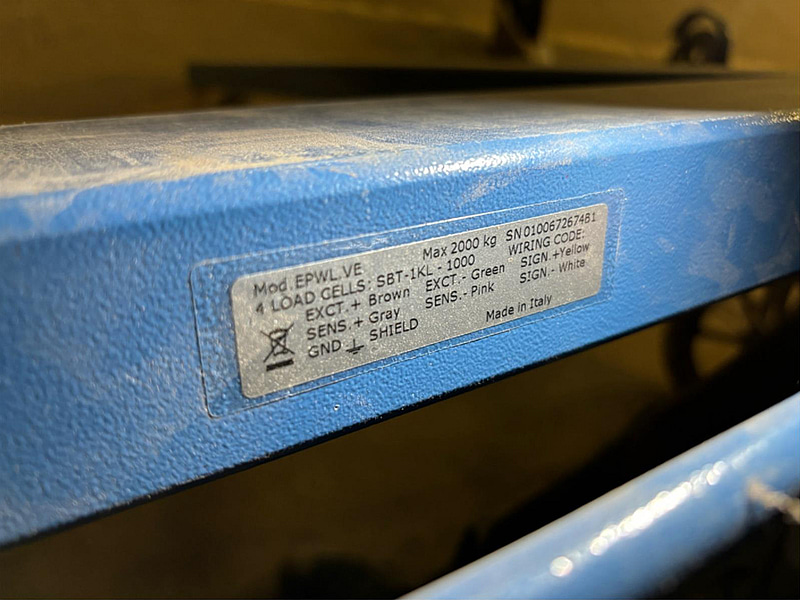 Mod.EPWL.VE Max 2000 kg SN010067267481
4 LOAD CELLS: SBT-1KL - 1000 WIRING CODE:
EXCT.+ Brown EXCT.- Green SIGN.+Yellow
SENS.+ Gray SENS.- Pink SIGN.- White
GND SHIELD Made in Italy